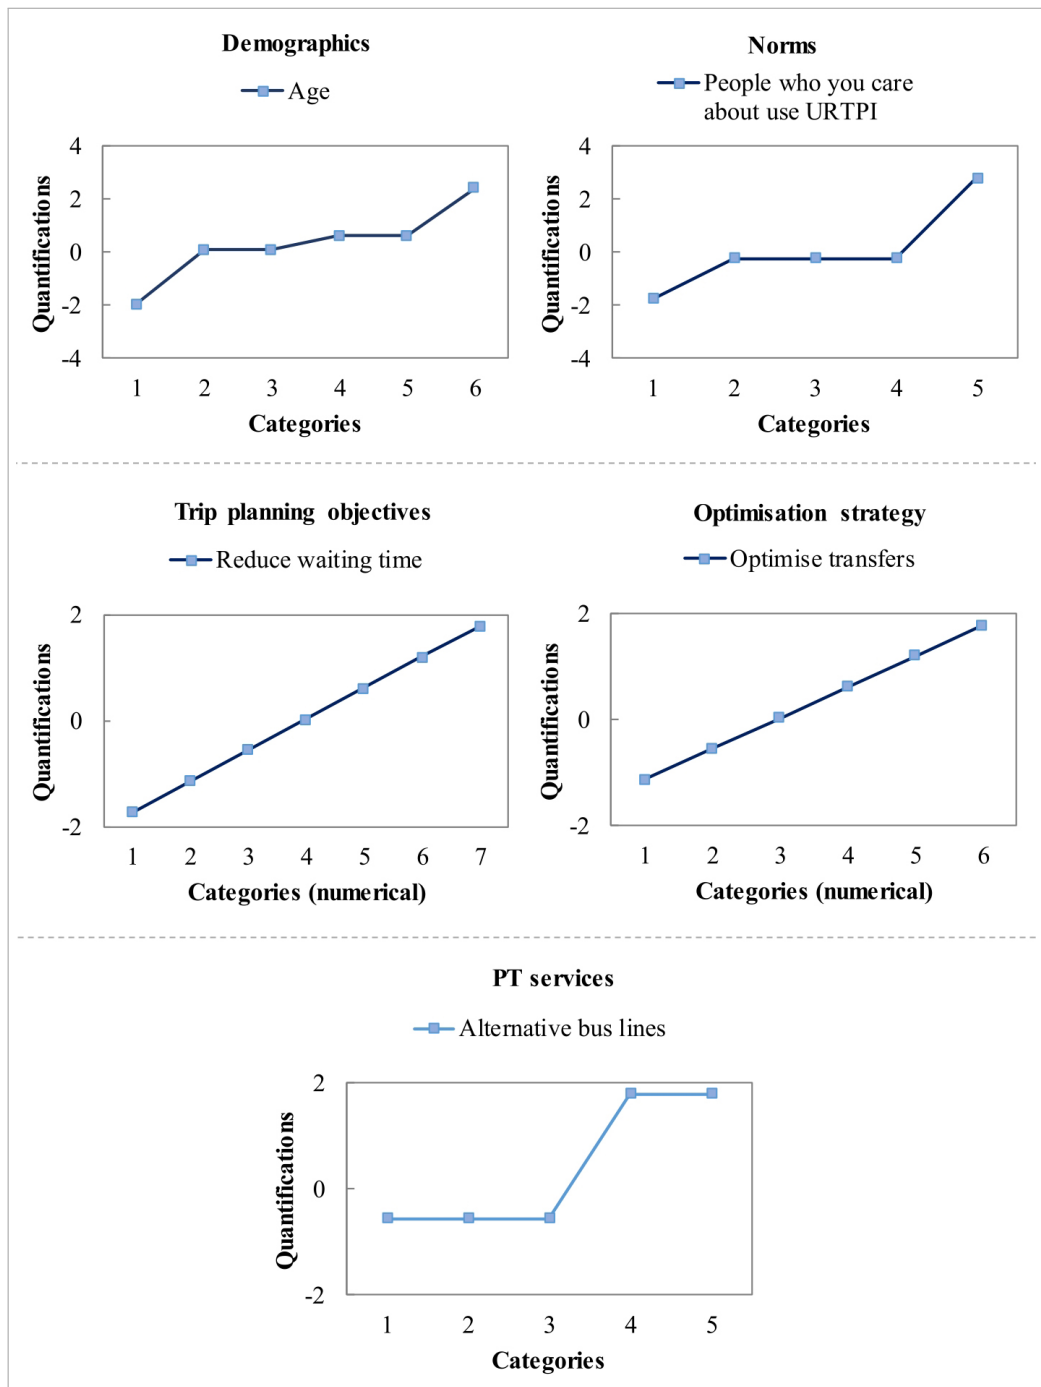 Demographics
Age
4
2
0
-2
-4
Quantifications
1 2 3 4 5 6
Categories
Norms
People who you care
about use URTPI
4
2
0
-2
-4
Quantifications
1 2 3 4 5
Categories
Trip planning objectives
Reduce waiting time
2
0
-2
Quantifications
1 2 3 4 5 6 7
Categories (numerical)
Optimisation strategy
Optimise transfers
2
0
-2
Quantifications
1 2 3 4 5 6
Categories (numerical)
PT services
Alternative bus lines
2
0
-2
Quantifications
1 2 3 4 5
Categories